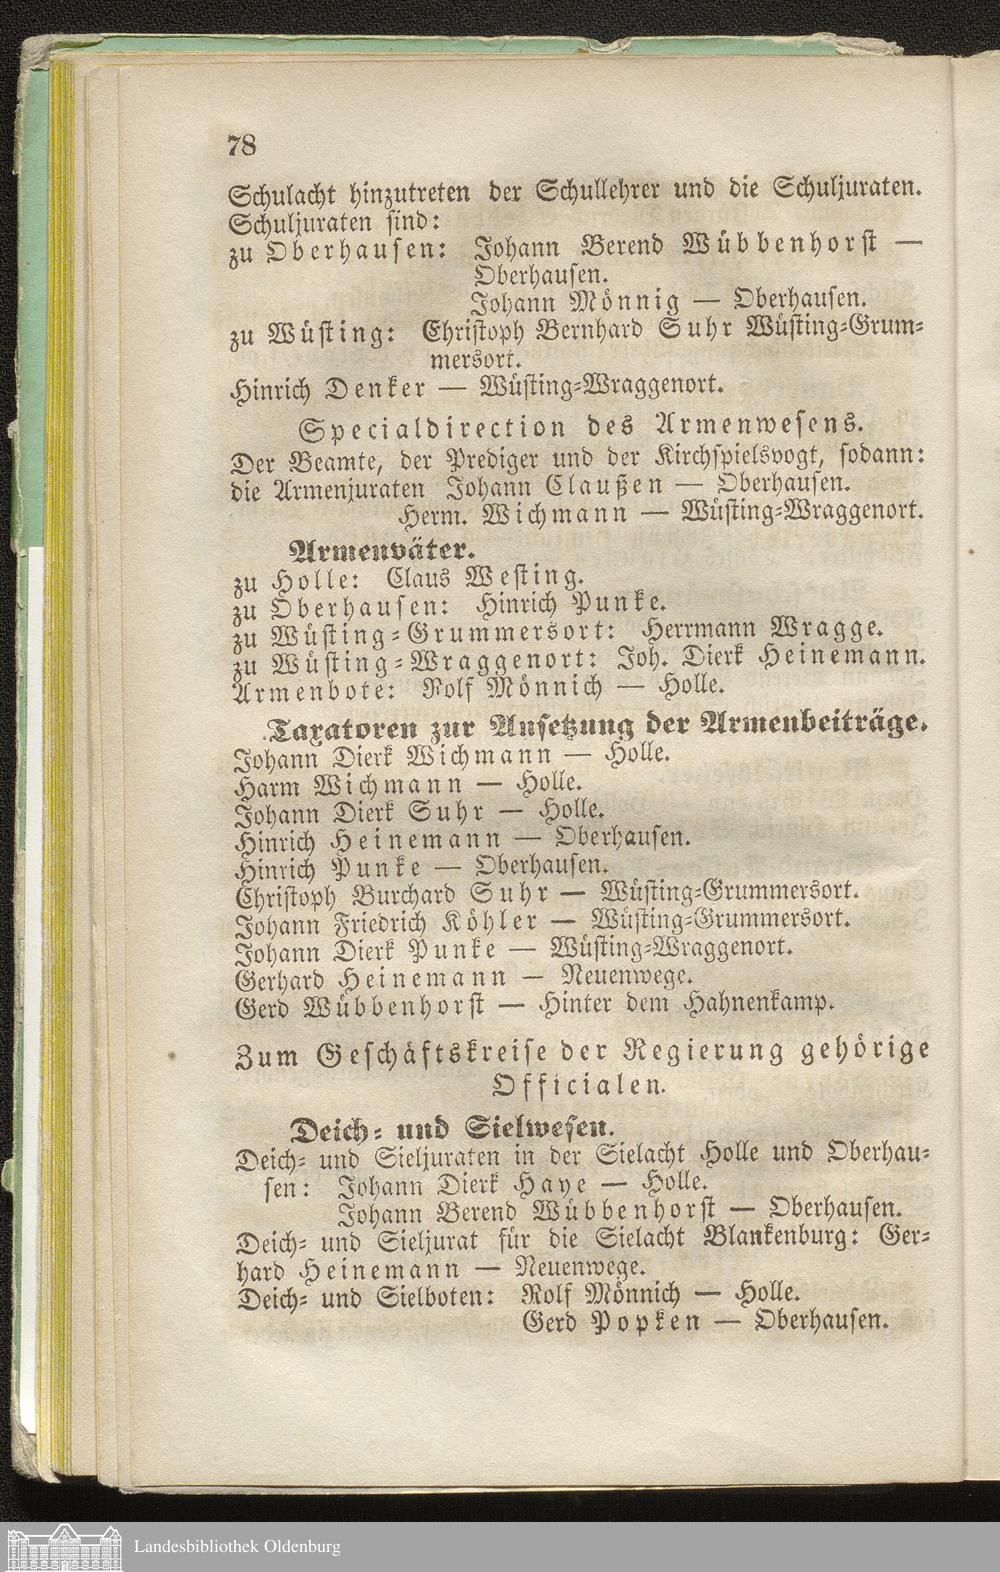 78
Schulacht hinzutreten der Schullehrer und die Schuljuraten.
Schuljuraten sind:
zu Oberhausen: Johann Berend Wübbenhorst —
Oberhausen.
Johann Mönnig — Oberhausen.
zu Wüsting: Christoph Bernhard Suhr Wüsting-Grum-
mersort.
Hinrich Denker — Wüsting-Wraggenort.
Specialdirection des Armenwesens.
Der Beamte, der Prediger und der Kirchspielsvogt, sodann:
die Armenjuraten Johann Claußen — Oberhausen.
Herm. Wichmann — Wüsting-Wraggenort.
Armenväter.
zu Holle: Claus Westing.
zu Oberhausen: Hinrich Punke.
zu Wüsting-Grummersort: Herrmann Wragge.
zu Wüsting-Wraggenort: Joh. Dierk Heinemann.
Armenbote: Rolf Mönnich — Holle.
Taxatoren zur Ansetzung der Armenbeiträge.
Johann Dierk Wichmann — Holle.
Harm Wichmann — Holle.
Johann Dierk Suhr — Holle.
Hinrich Heinemann — Oberhausen.
Hinrich Punke — Oberhausen.
Christoph Burchard Suhr — Wüsting-Grummersort.
Johann Friedrich Köhler — Wüsting-Grummersort.
Johann Dierk Punke — Wüsting-Wraggenort.
Gerhard Heinemann — Neuenwege.
Gerd Wübbenhorst — Hinter dem Hahnenkamp.
Zum Geschäftskreise der Regierung gehörige
Officialen.
Deich- und Sielwesen.
Deich- und Sieljuraten in der Sielacht Holle und Oberhau-
sen: Johann Dierk Haye — Holle.
Johann Berend Wübbenhorst — Oberhausen.
Deich- und Sieljurat für die Sielacht Blankenburg: Ger-
hard Heinemann — Neuenwege.
Deich- und Sielboten: Rolf Mönnich — Holle.
Gerd Popken — Oberhausen.
Landesbibliothek Oldenburg